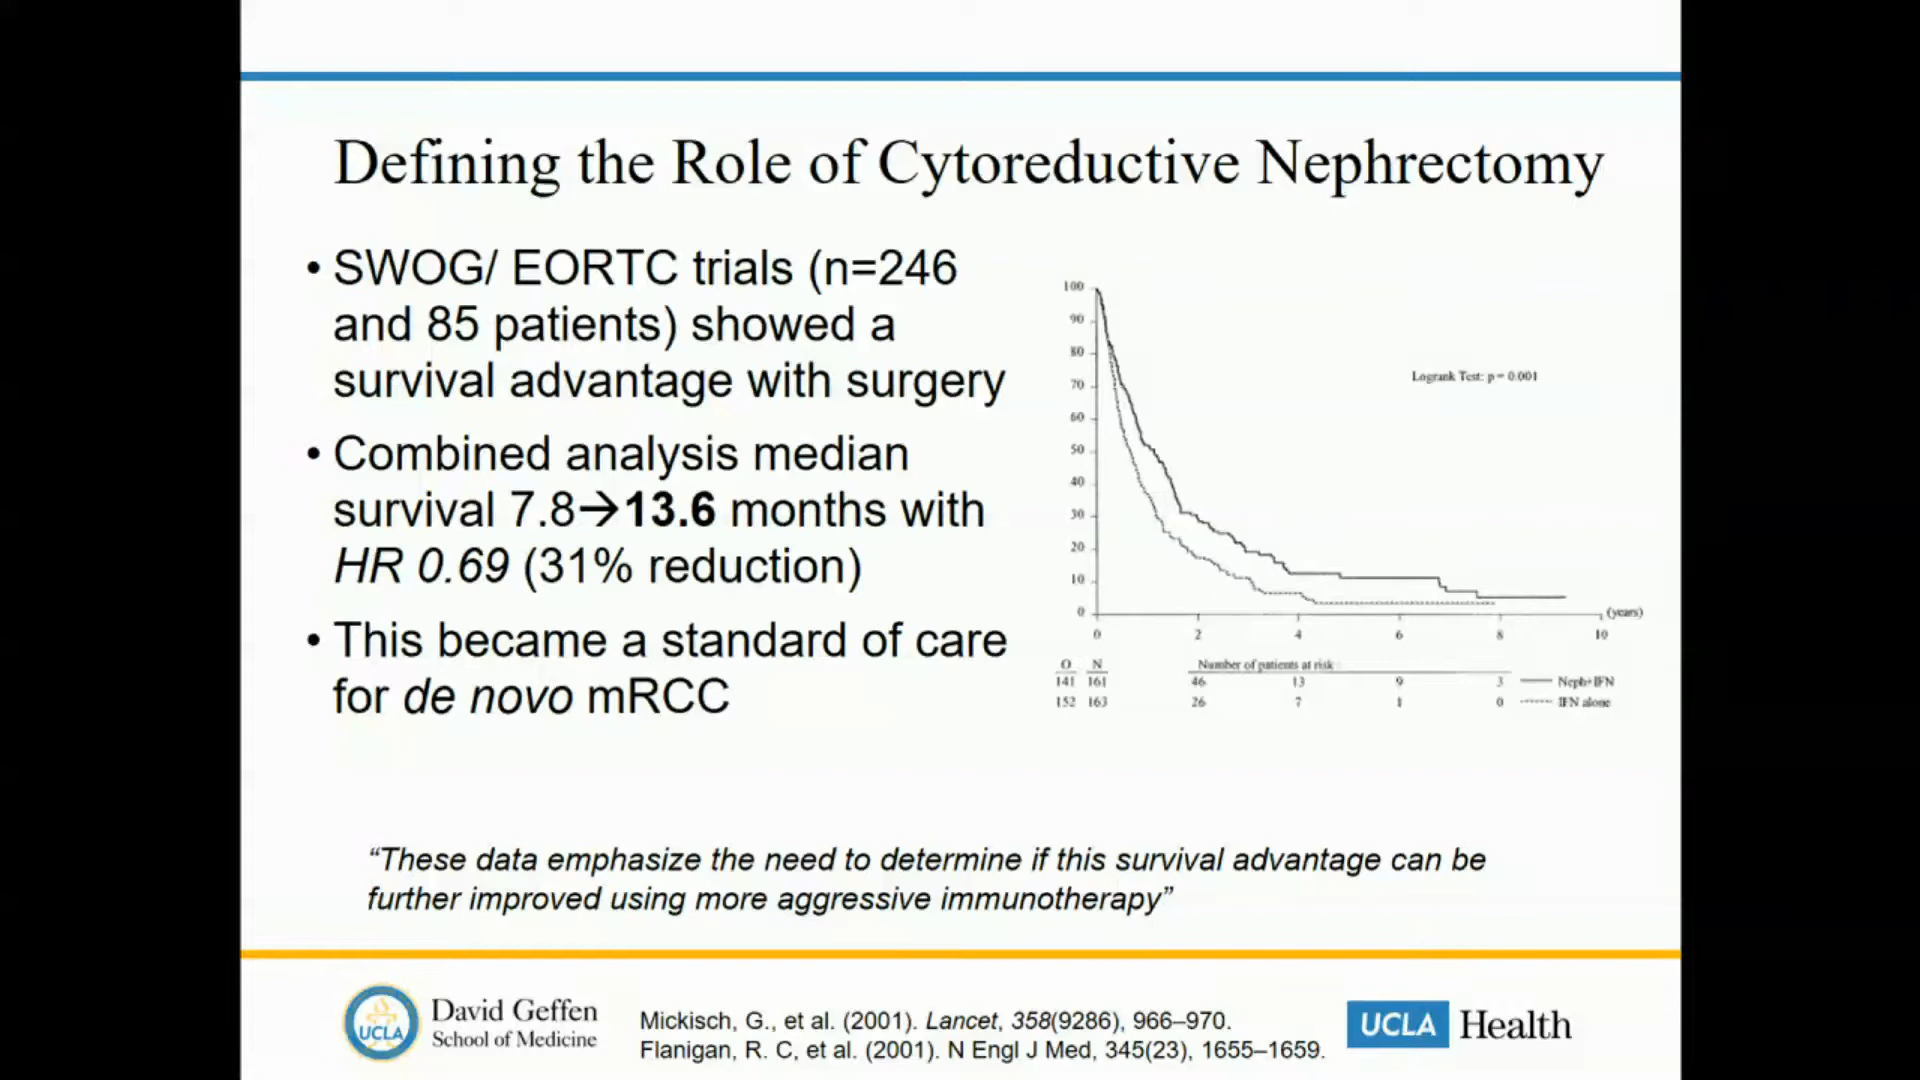 Defining the Role of Cytoreductive Nephrectomy
• SWOG/ EORTC trials (n=246
and 85 patients) showed a
survival advantage with surgery
• Combined analysis median
survival 7.8→13.6 months with
HR 0.69 (31% reduction)
• This became a standard of care
for de novo mRCC
100
90
80
70
60
50
40
30
20
10
0
Logrank Test: p = 0.001
0 2 4 6 8 10 (years)
O N Number of patients at risk :
141 161 46 13 9 3 Neph+IFN
152 163 26 7 1 0 IFN alone
“These data emphasize the need to determine if this survival advantage can be
further improved using more aggressive immunotherapy”
UCLA
David Geffen
School of Medicine
Mickisch, G., et al. (2001). Lancet, 358(9286), 966–970.
Flanigan, R. C, et al. (2001). N Engl J Med, 345(23), 1655–1659.
UCLA Health